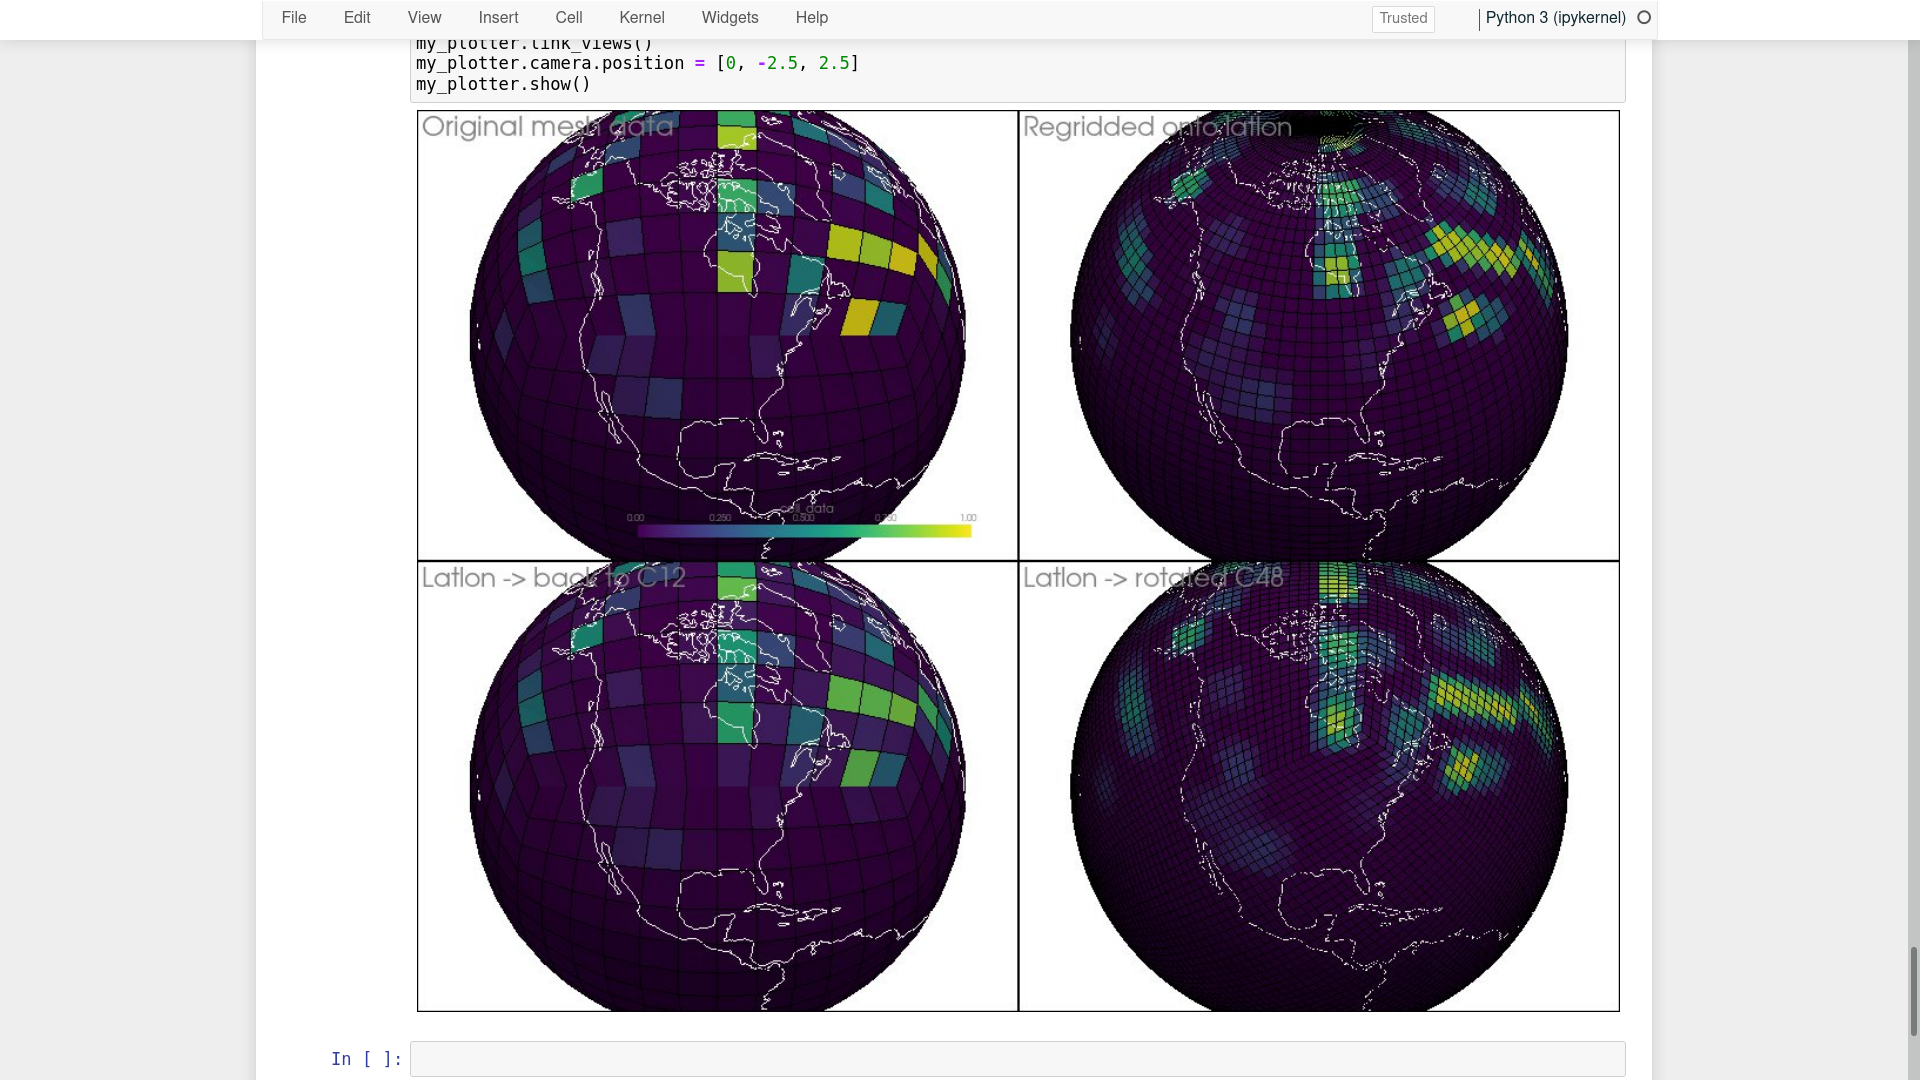 File Edit View Insert Cell Kernel Widgets Help Trusted Python 3 (ipykernel)
my_plotter.link_views()
my_plotter.camera.position = [0, -2.5, 2.5]
my_plotter.show()
Original mesh data
Regridded onto latlon
cell_data
0.00 0.250 0.500 0.750 1.00
Latlon -> back to C12
Latlon -> rotated C48
In [ ]: